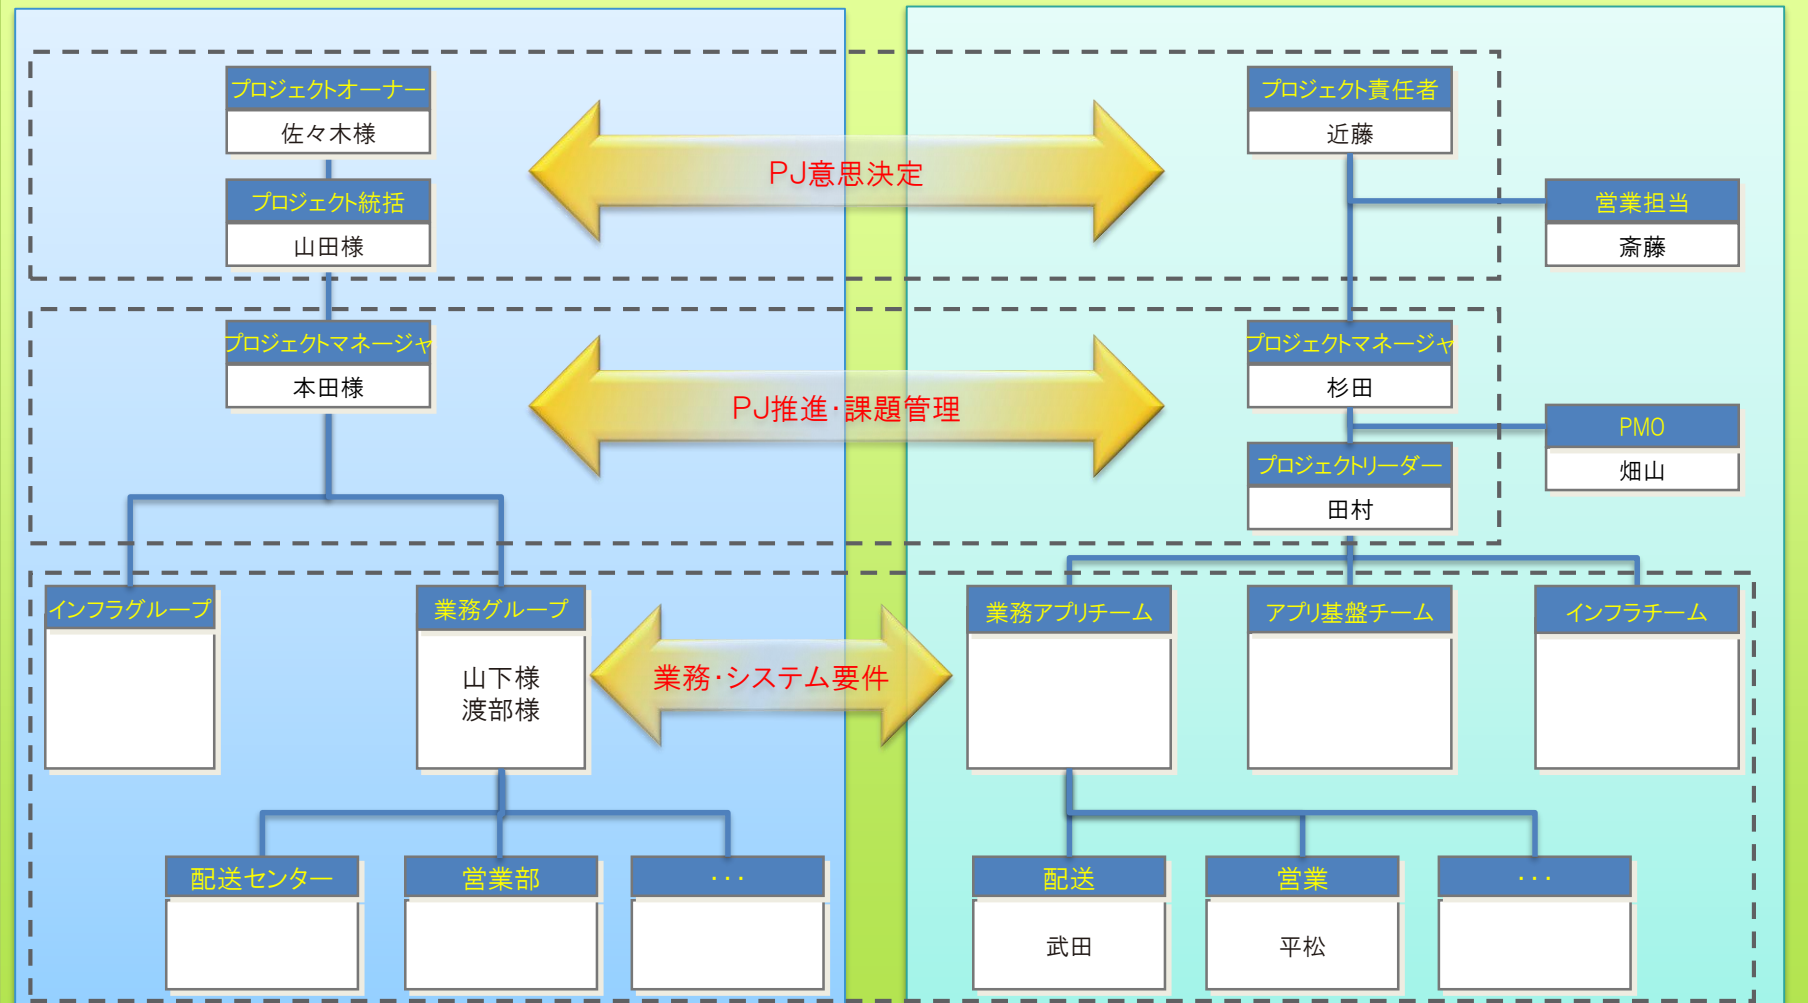 プロジェクトオーナー
佐々木様
プロジェクト統括
山田様
プロジェクトマネージャ
本田様
インフラグループ
業務グループ
山下様
渡部様
配送センター
営業部
･･･
PJ意思決定
PJ推進･課題管理
業務･システム要件
プロジェクト責任者
近藤
営業担当
斎藤
プロジェクトマネージャ
杉田
PMO
畑山
プロジェクトリーダー
田村
業務アプリチーム
アプリ基盤チーム
インフラチーム
配送
武田
営業
平松
･･･